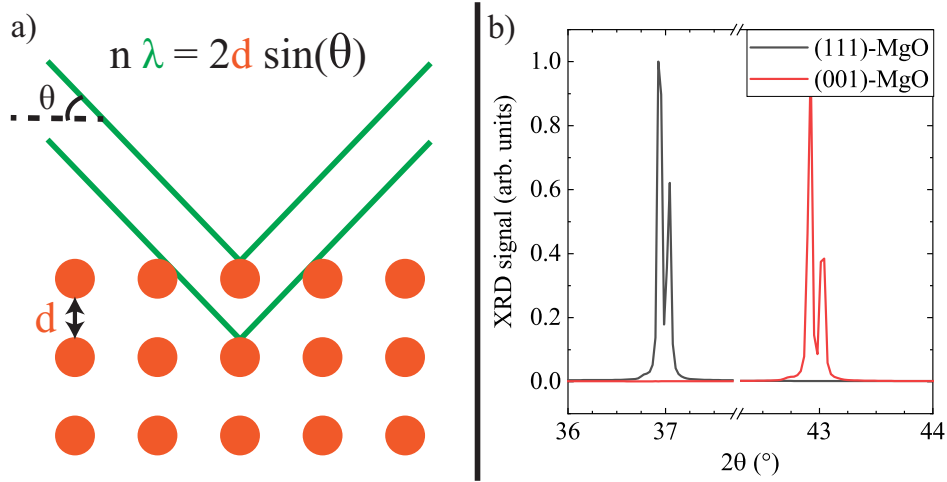 a)
n λ = 2d sin(θ)
θ
d
b)
(111)-MgO
(001)-MgO
XRD signal (arb. units)
1.0
0.8
0.6
0.4
0.2
0.0
36
37
43
44
2θ (°)